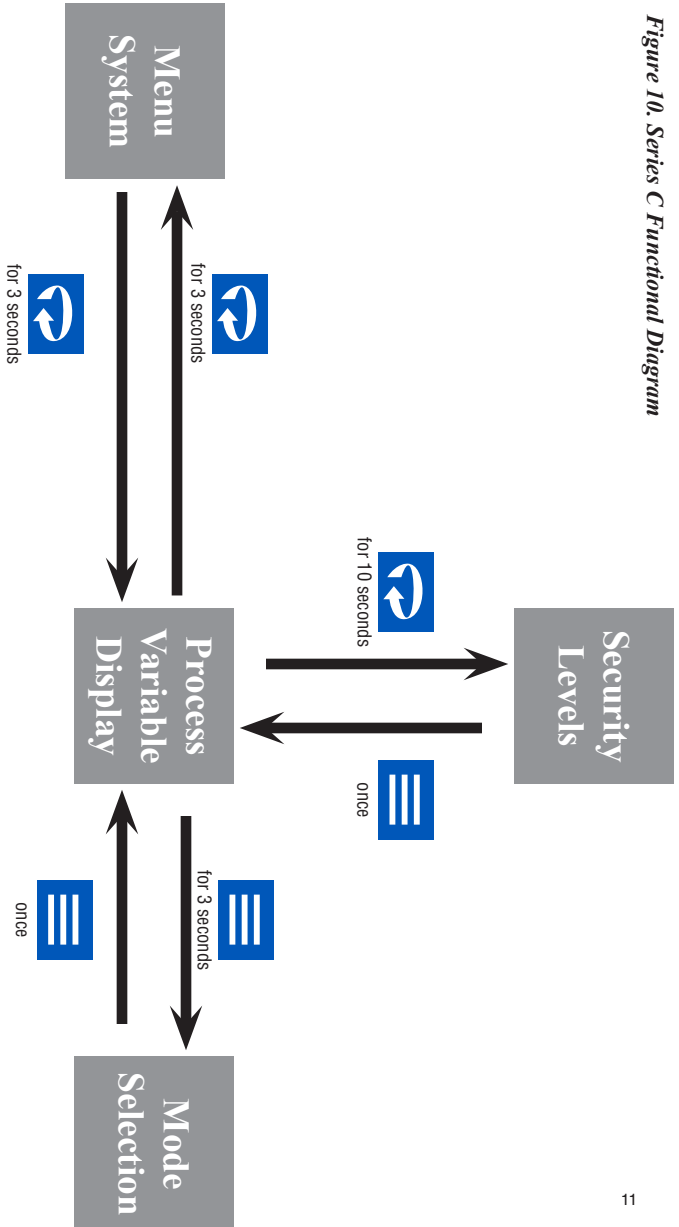 Figure 10. Series C Functional Diagram
Security
Levels
for 10 seconds
once
Menu
System
for 3 seconds
for 3 seconds
Process
Variable
Display
for 3 seconds
once
Mode
Selection
11